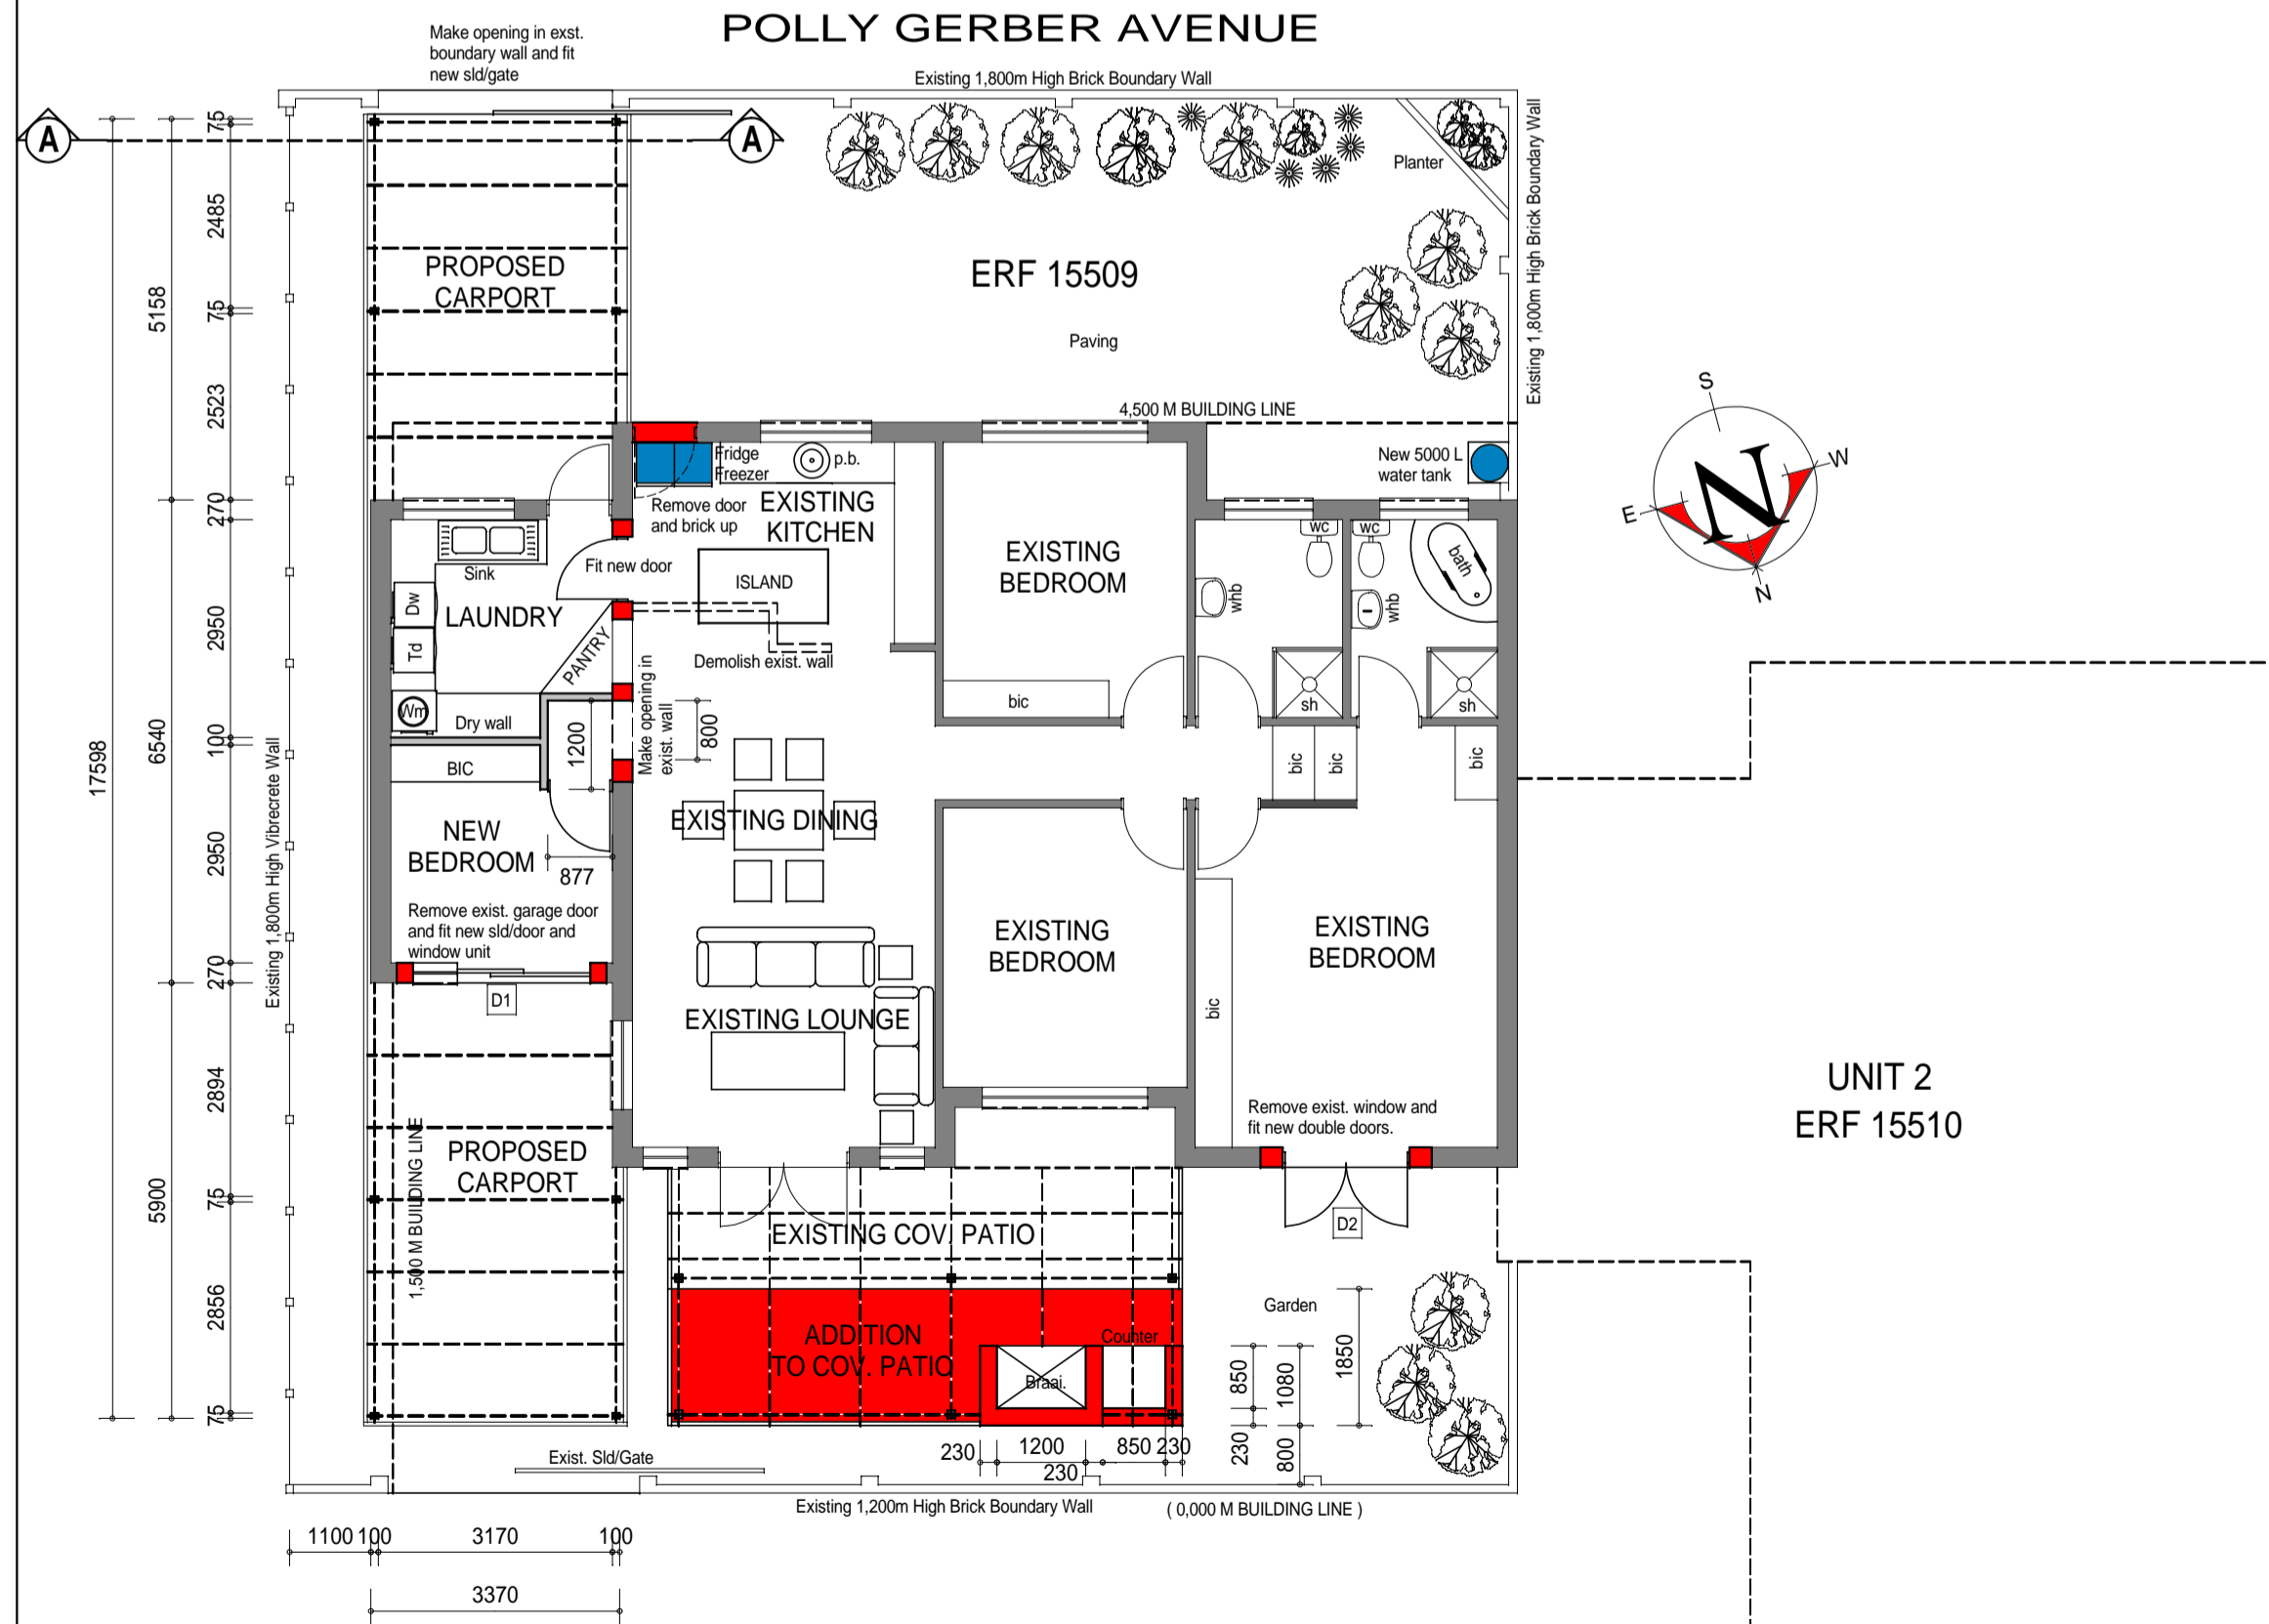 POLLY GERBER AVENUE
Make opening in exst.
boundary wall and fit
new sld/gate
Existing 1,800m High Brick Boundary Wall
A
A
Planter
Existing 1,800m High Brick Boundary Wall
PROPOSED
CARPORT
ERF 15509
Paving
4,500 M BUILDING LINE
75
2485
75
2523
270
2950
100
2950
270
2894
75
2856
75
5158
6540
5900
17598
Existing 1,800m High Vibrecrete Wall
Fridge
Freezer
p.b.
Remove door
and brick up
EXISTING
KITCHEN
New 5000 L
water tank
S
W
E
N
N
Sink
Fit new door
ISLAND
EXISTING
BEDROOM
wc
wc
bath
whb
whb
Dw
LAUNDRY
Td
PANTRY
Demolish exist. wall
Wm
Dry wall
1200
Make opening in
exist. wall
800
bic
sh
sh
BIC
bic
bic
bic
NEW
BEDROOM
877
EXISTING DINING
Remove exist. garage door
and fit new sld/door and
window unit
D1
EXISTING
BEDROOM
EXISTING
BEDROOM
bic
EXISTING LOUNGE
UNIT 2
ERF 15510
Remove exist. window and
fit new double doors.
PROPOSED
CARPORT
1,500 M BUILDING LINE
EXISTING COV. PATIO
D2
Garden
ADDITION
TO COV. PATIO
Counter
Braai.
850
1080
1850
230
800
230
1200
230
850
230
Exist. Sld/Gate
Existing 1,200m High Brick Boundary Wall
( 0,000 M BUILDING LINE )
1100
100
3170
100
3370